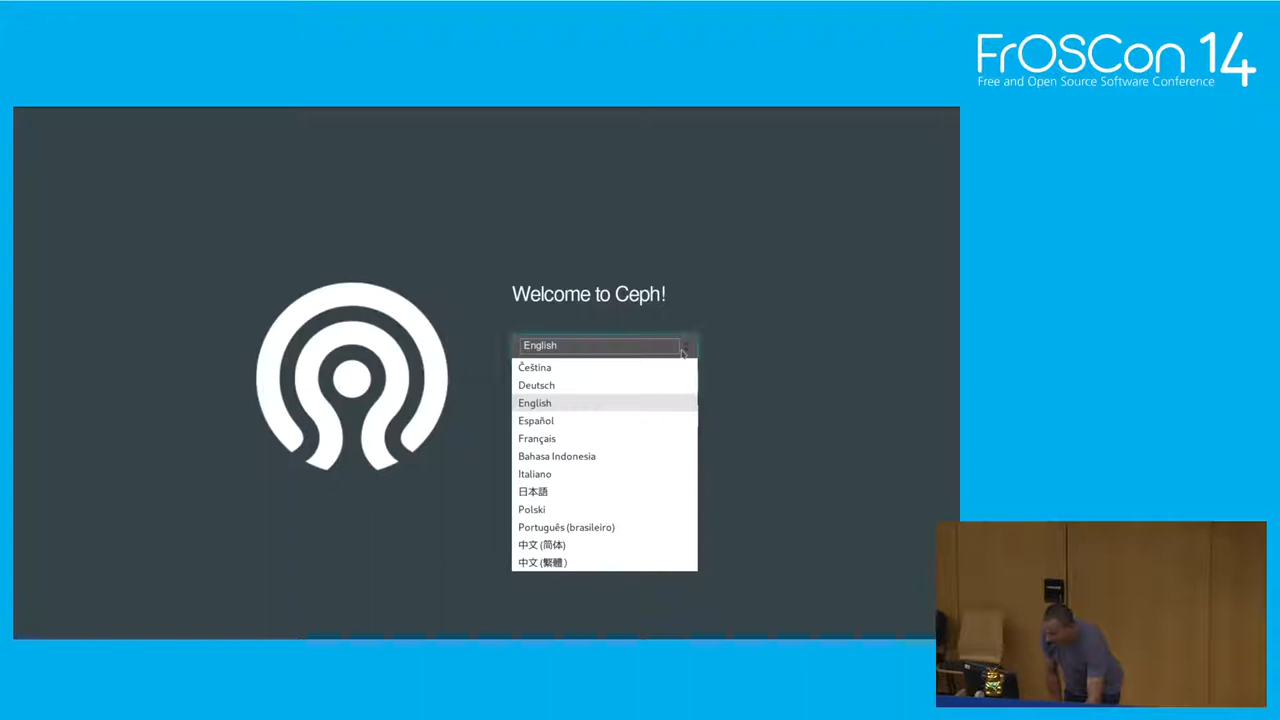 FrOSCon 14
Free and Open Source Software Conference
Welcome to Ceph!
English
Čeština
Deutsch
English
Español
Français
Bahasa Indonesia
Italiano
日本語
Polski
Português (brasileiro)
中文 (简体)
中文 (繁體)